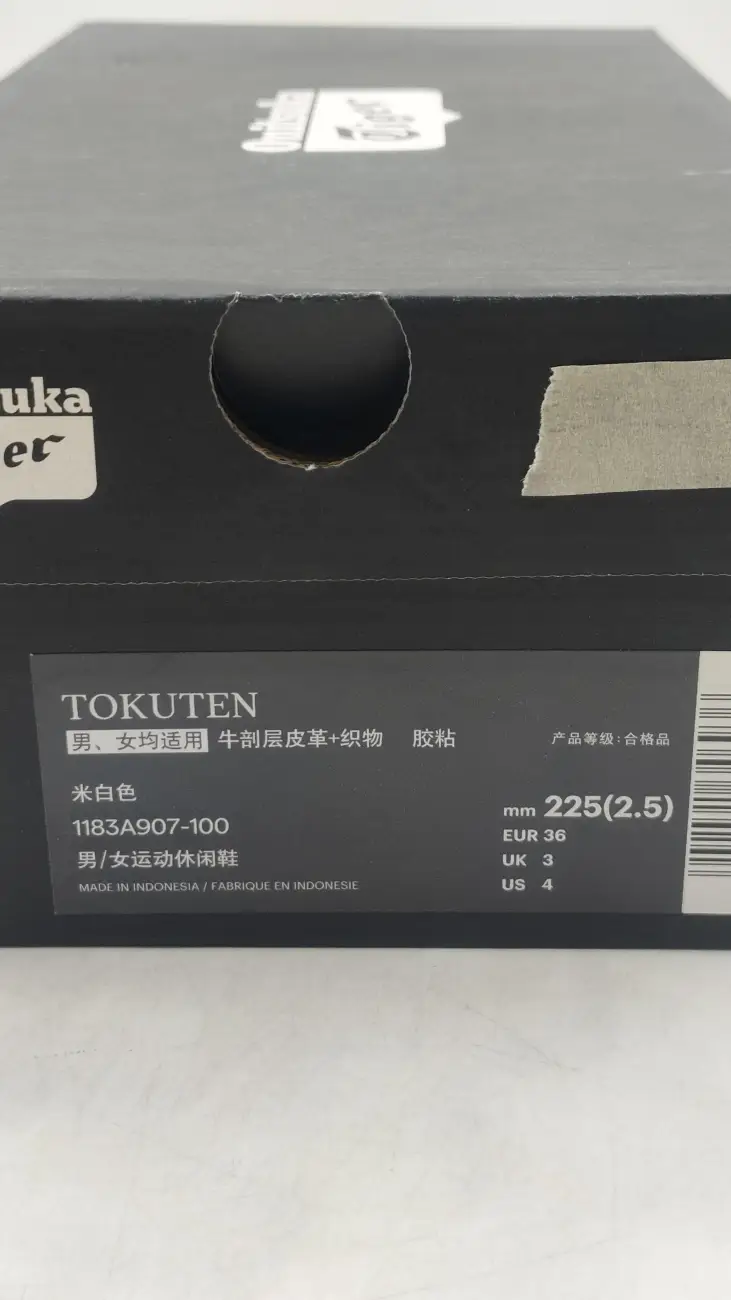 Onitsuka
Tiger
uka
er
TOKUTEN
男、女均适用 牛剖层皮革+织物 胶粘
产品等级:合格品
米白色
1183A907-100
男/女运动休闲鞋
MADE IN INDONESIA / FABRIQUE EN INDONESIE
mm 225(2.5)
EUR 36
UK 3
US 4